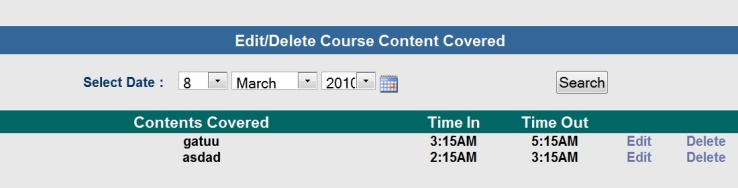 Edit/Delete Course Content Covered
Select Date : 8 March 2010 Search
Contents Covered Time In Time Out
gatuu 3:15AM 5:15AM Edit Delete
asdad 2:15AM 3:15AM Edit Delete